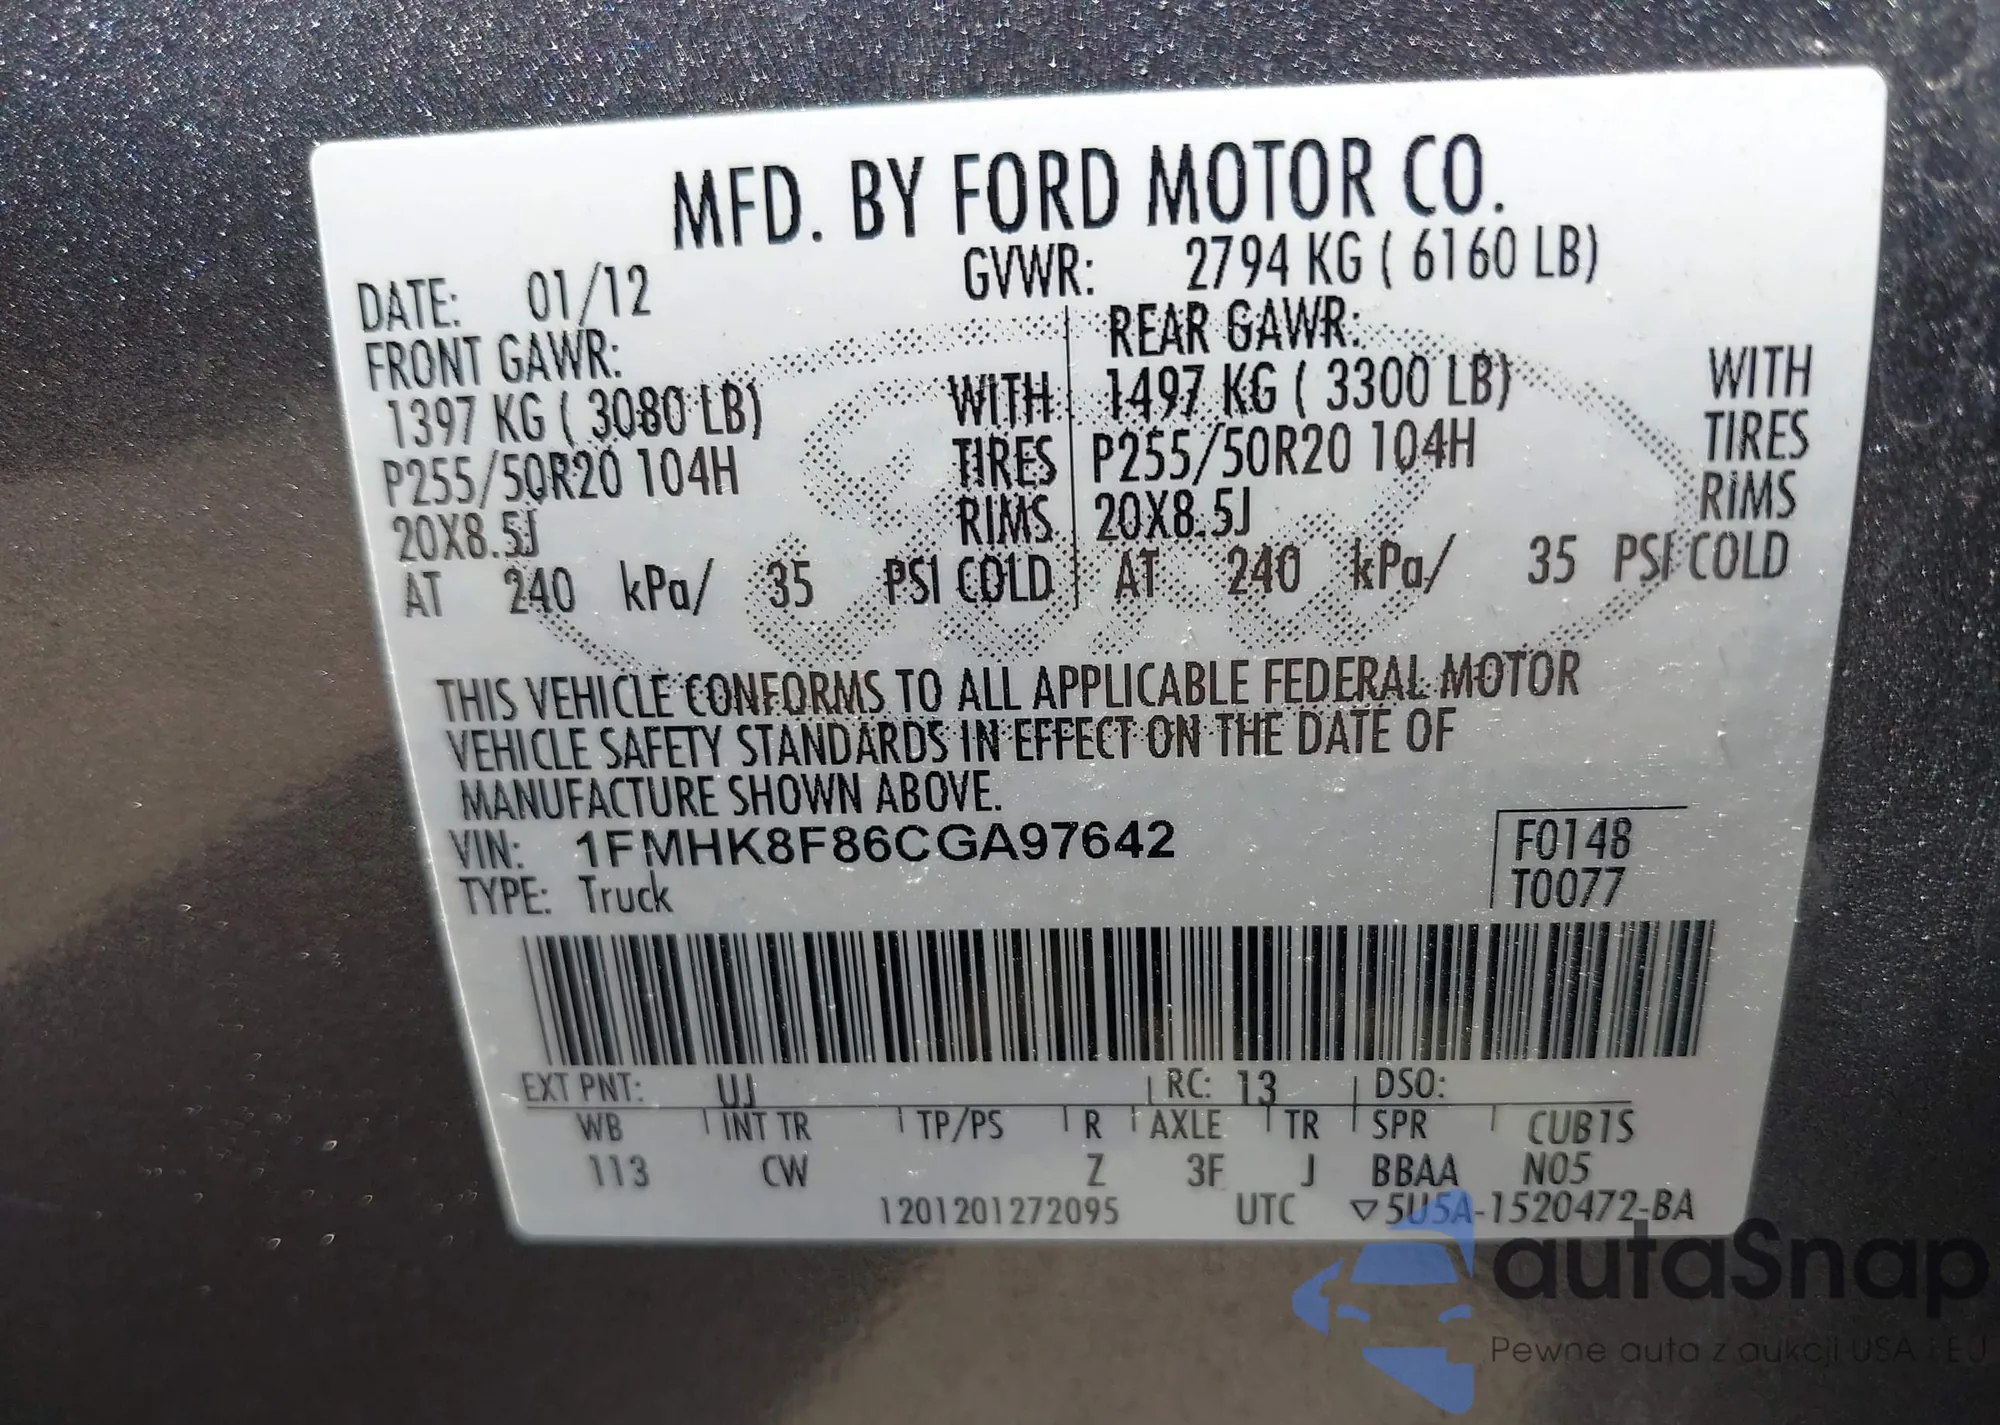 MFD. BY FORD MOTOR CO.
DATE: 01/12 GVWR: 2794 KG ( 6160 LB)
FRONT GAWR: REAR GAWR:
1397 KG ( 3080 LB) WITH 1497 KG ( 3300 LB) WITH
P255/50R20 104H TIRES P255/50R20 104H TIRES
20X8.5J RIMS 20X8.5J RIMS
AT 240 kPa/ 35 PSI COLD AT 240 kPa/ 35 PSI COLD
THIS VEHICLE CONFORMS TO ALL APPLICABLE FEDERAL MOTOR
VEHICLE SAFETY STANDARDS IN EFFECT ON THE DATE OF
MANUFACTURE SHOWN ABOVE.
VIN: 1FMHK8F86CGA97642 F0148
TYPE: Truck T0077
EXT PNT: UJ RC: 13 DSO:
WB INT TR TP/PS R AXLE TR SPR CUB1S
113 CW Z 3F J BBAA N05
1201201272095 UTC ▽5U5A-1520472-BA
autaSnap
Pewne auta z aukcji USA i EU